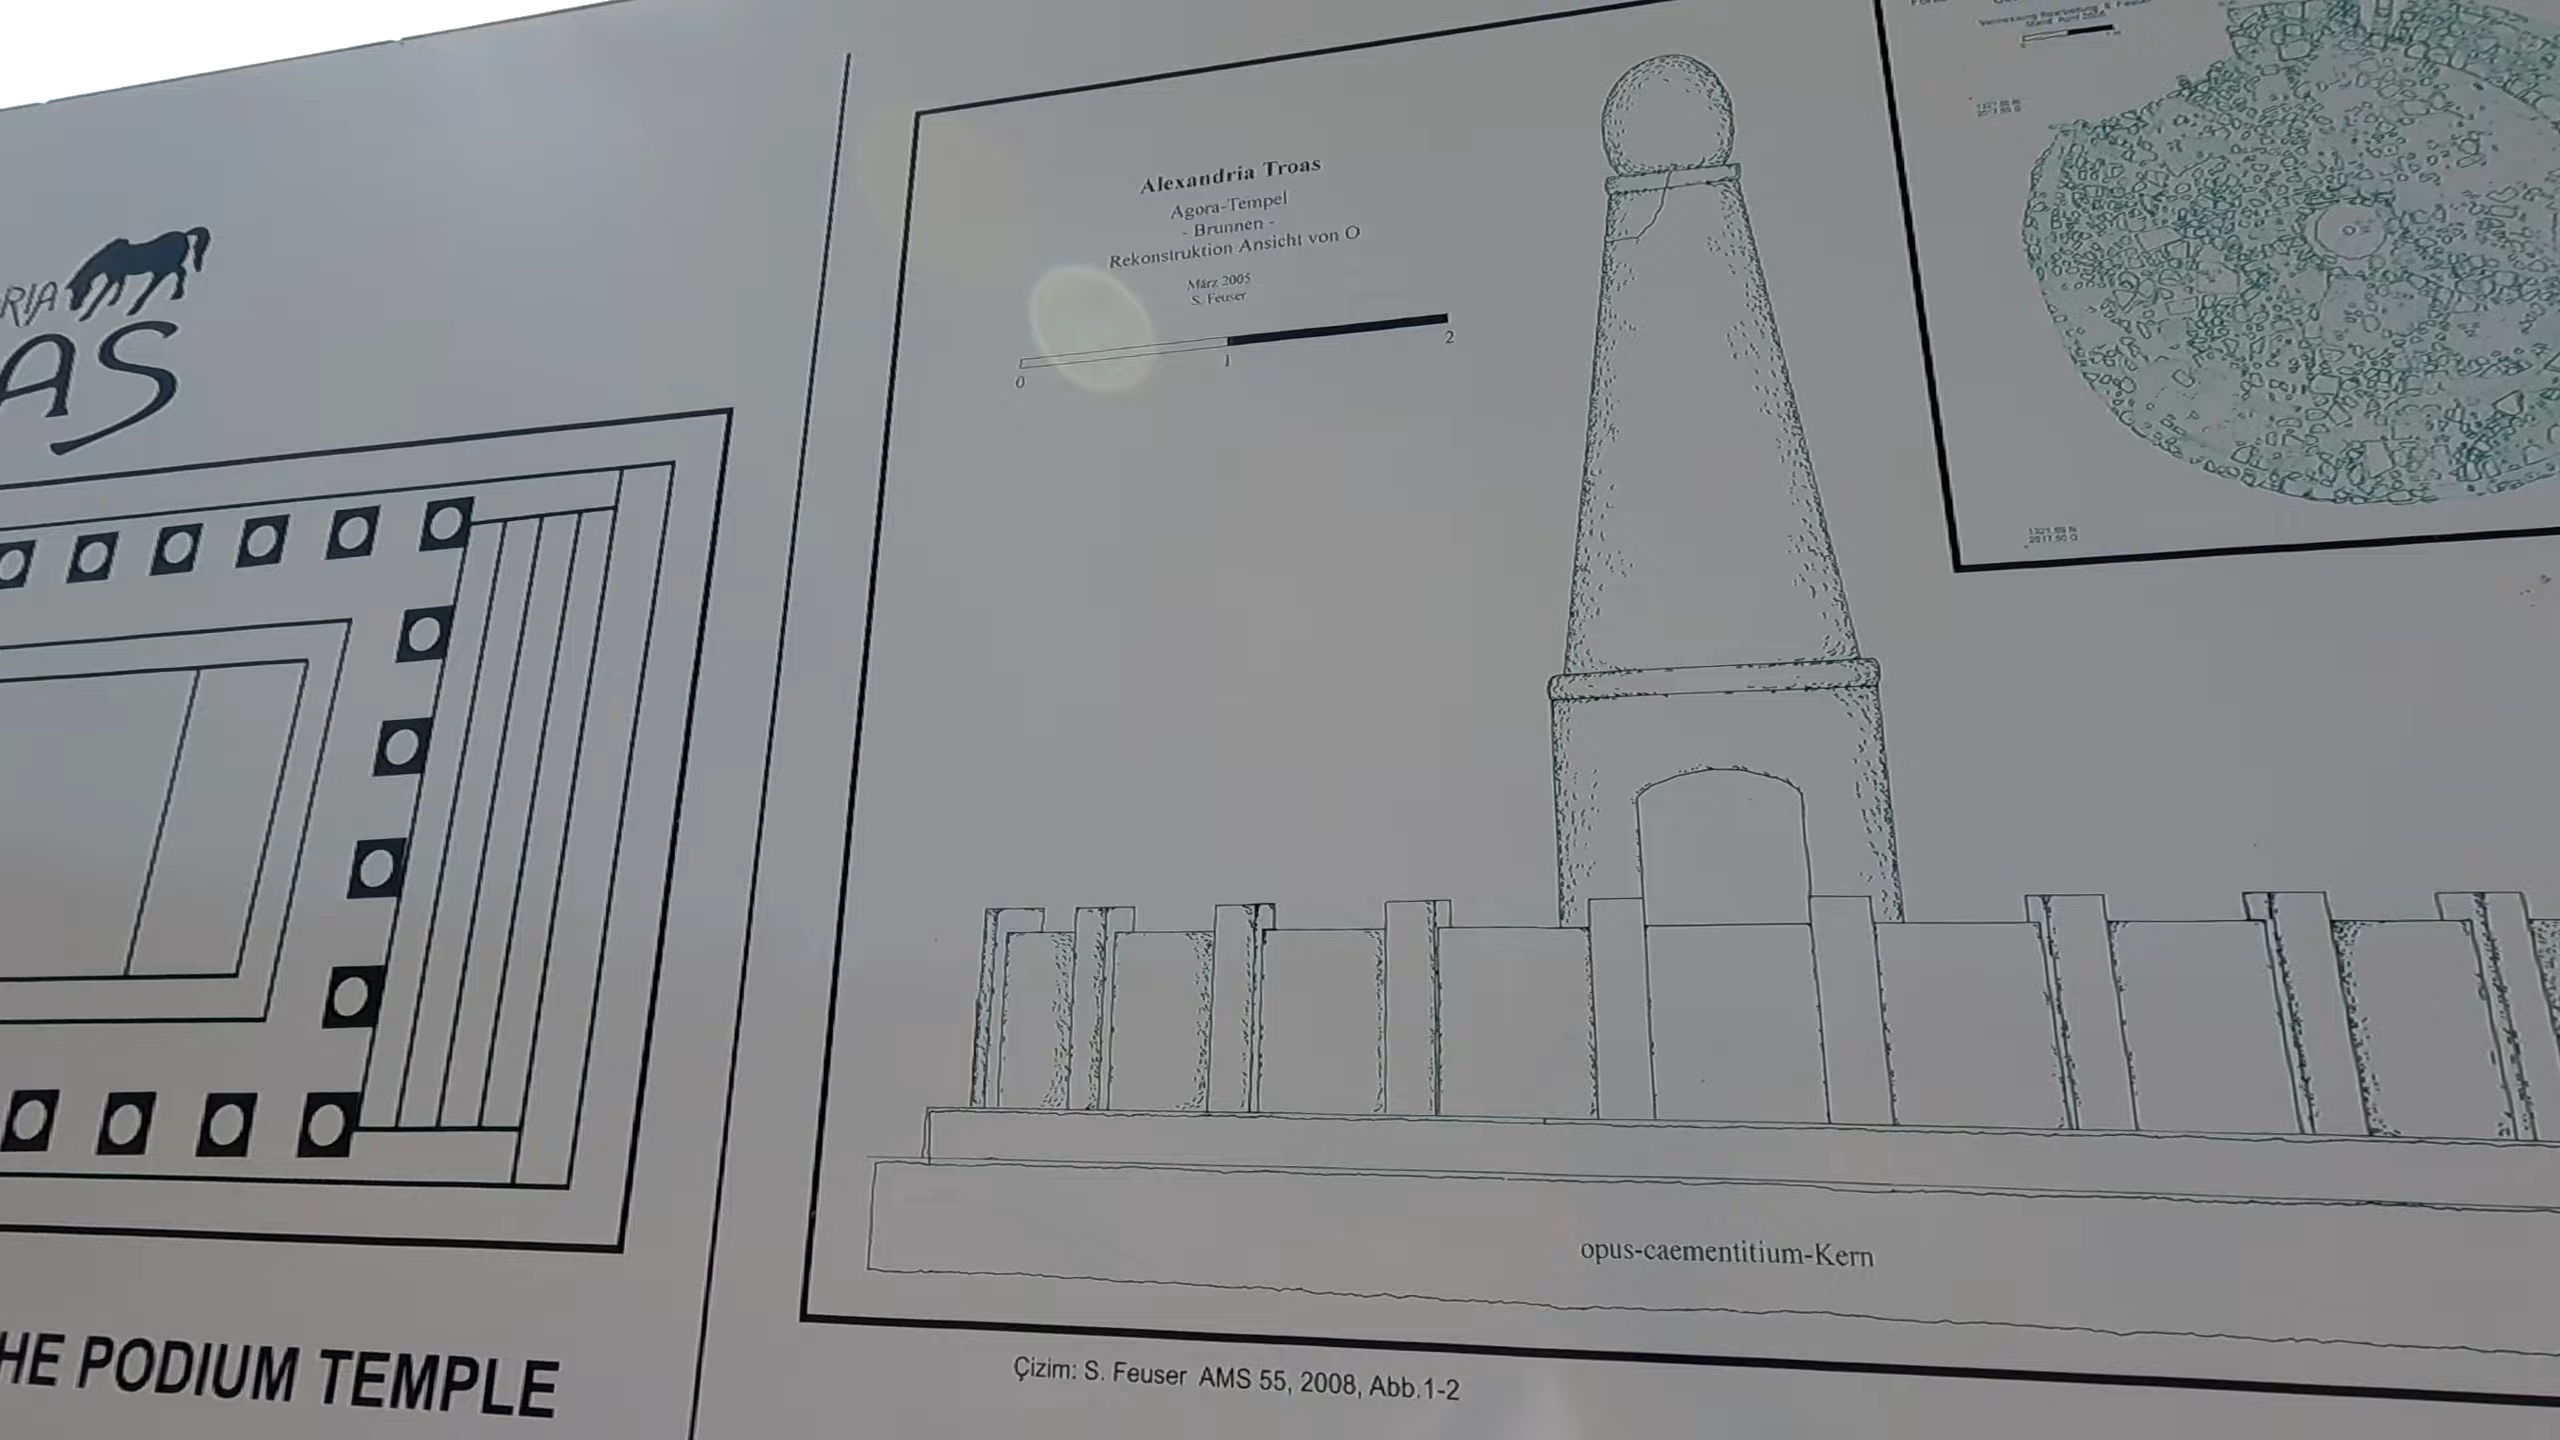 RIA
AS
HE PODIUM TEMPLE
Alexandria Troas
Agora-Tempel
- Brunnen -
Rekonstruktion Ansicht von O
März 2005
S. Feuser
0 1 2
opus-caementitium-Kern
Çizim: S. Feuser AMS 55, 2008, Abb.1-2